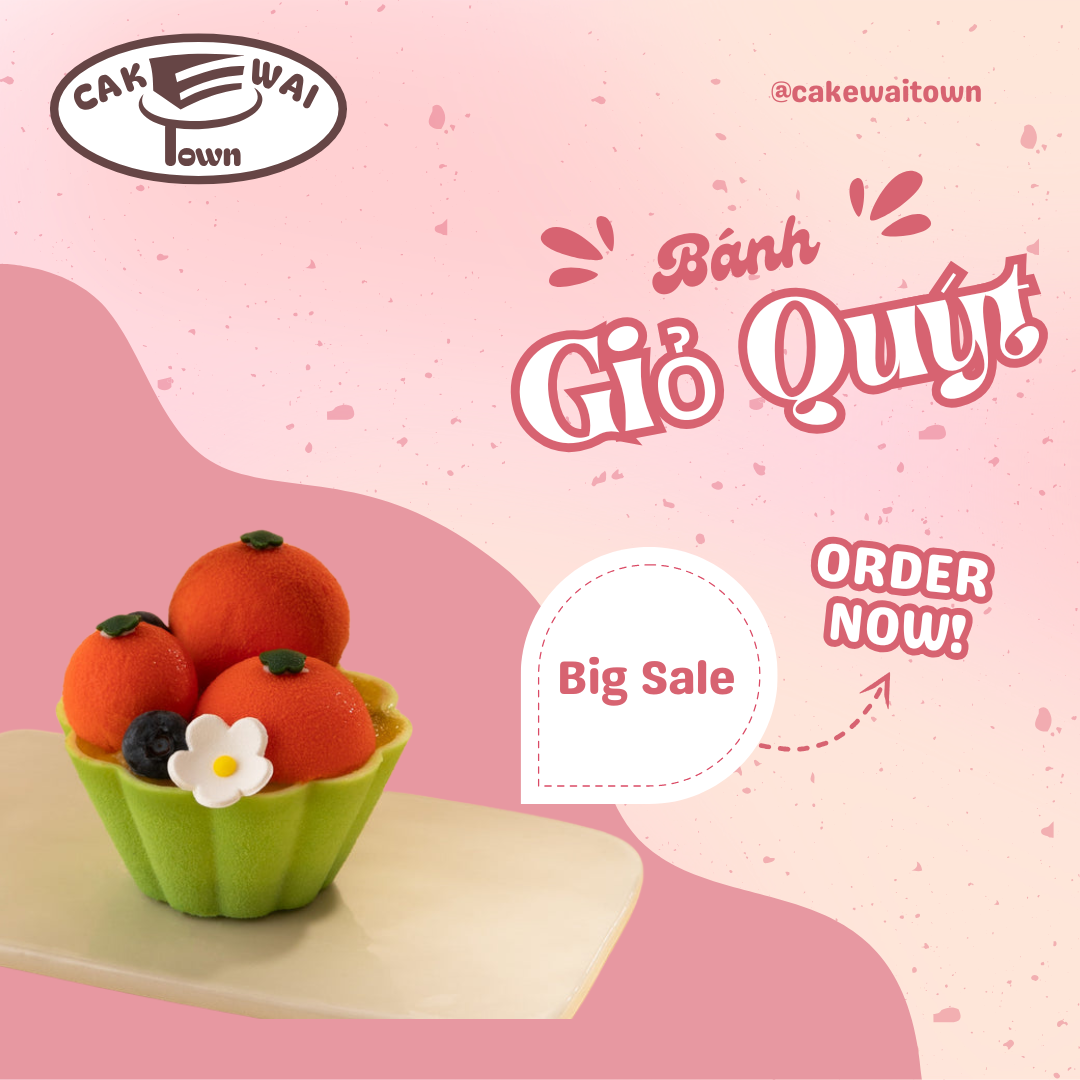 CAKEWAI
Town
@cakewaitown
Bánh
Giỏ Quýt
ORDER
NOW!
Big Sale